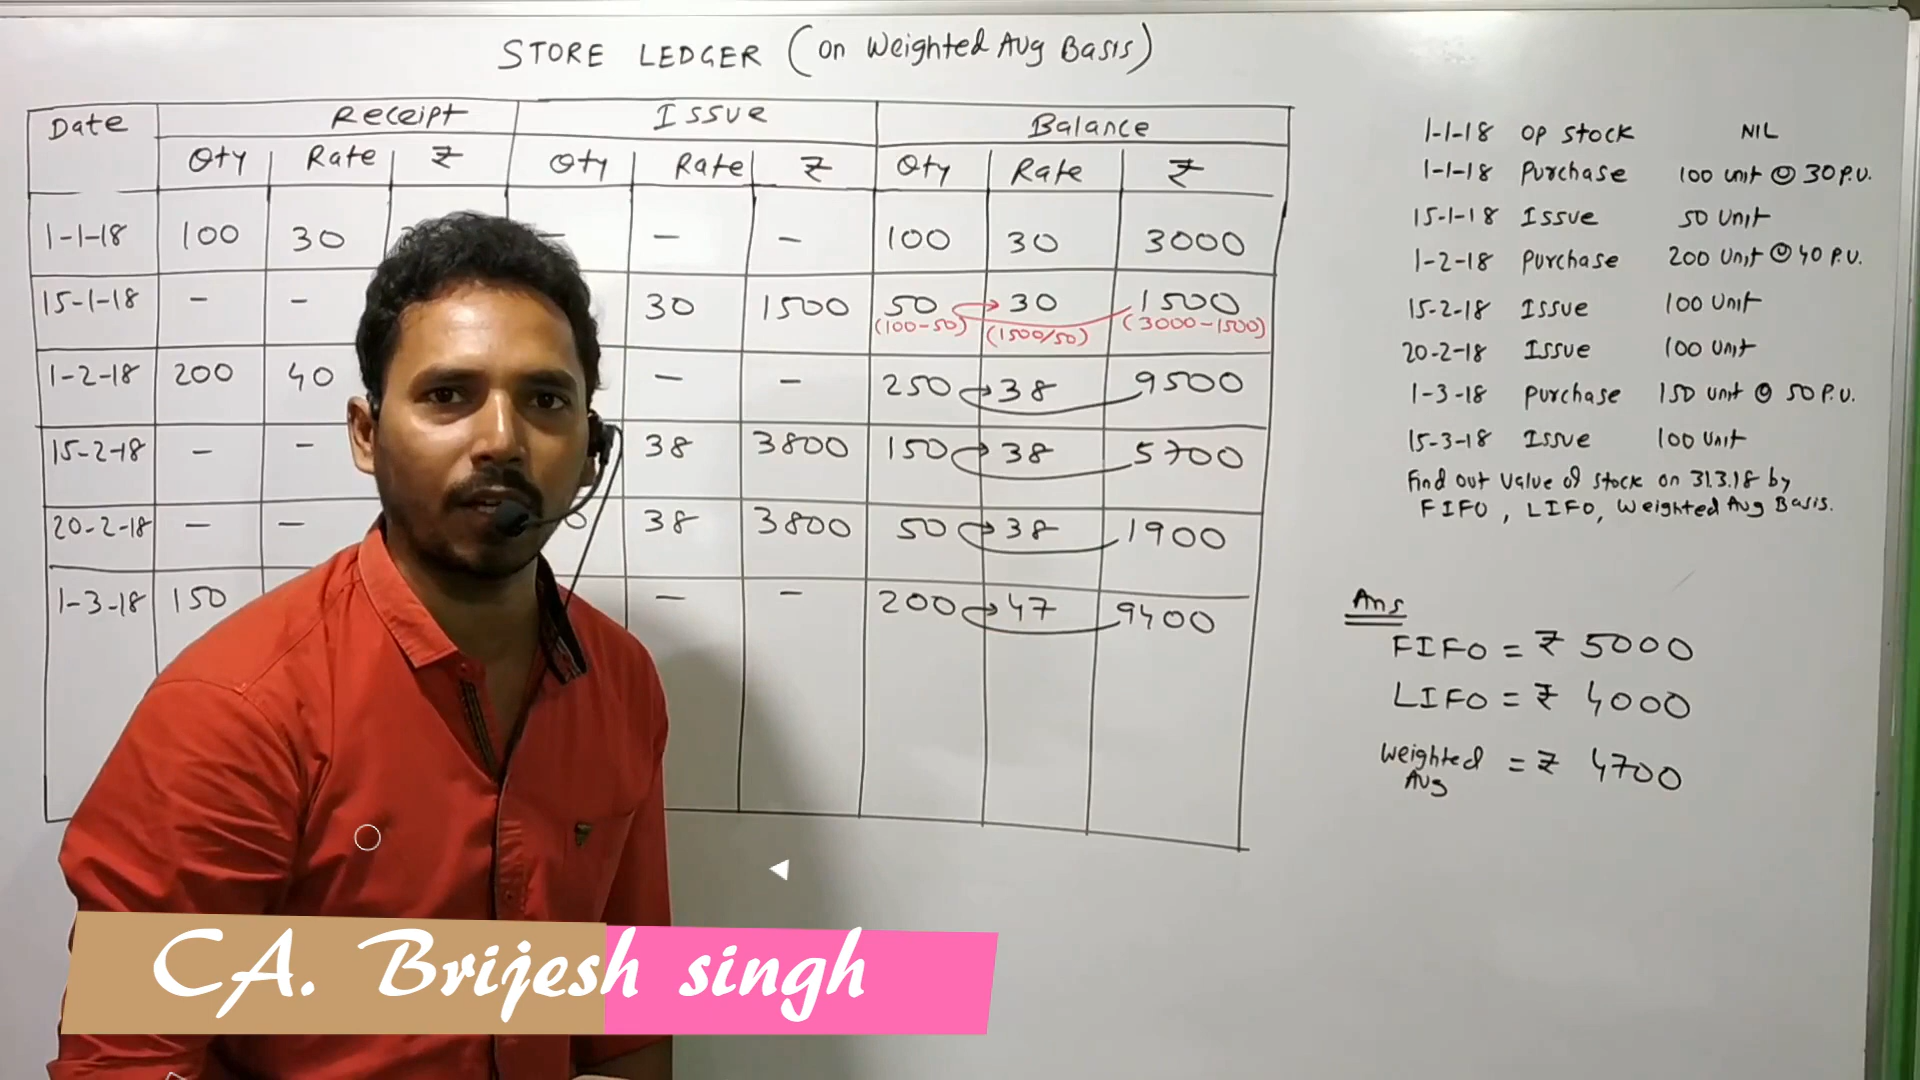 STORE LEDGER (on Weighted Avg Basis)
Date Receipt Issue Balance
Qty Rate ₹ Qty Rate ₹ Qty Rate ₹
1-1-18 100 30 - - - 100 30 3000
15-1-18 - - 30 1500 50 30 1500
(100-50) (1500/50) (3000-1500)
1-2-18 200 40 - - 250 38 9500
15-2-18 - - 38 3800 150 38 5700
20-2-18 - - 38 3800 50 38 1900
1-3-18 150 - - 200 47 9400
1-1-18 OP Stock NIL
1-1-18 Purchase 100 unit @ 30 P.U.
15-1-18 Issue 50 Unit
1-2-18 Purchase 200 Unit @ 40 P.U.
15-2-18 Issue 100 Unit
20-2-18 Issue 100 Unit
1-3-18 Purchase 150 unit @ 50 P.U.
15-3-18 Issue 100 Unit
Find out Value of stock on 31.3.18 by
FIFO, LIFO, Weighted Avg Basis.
Ans
FIFO = ₹ 5000
LIFO = ₹ 4000
Weighted Avg = ₹ 4700
CA. Brijesh singh